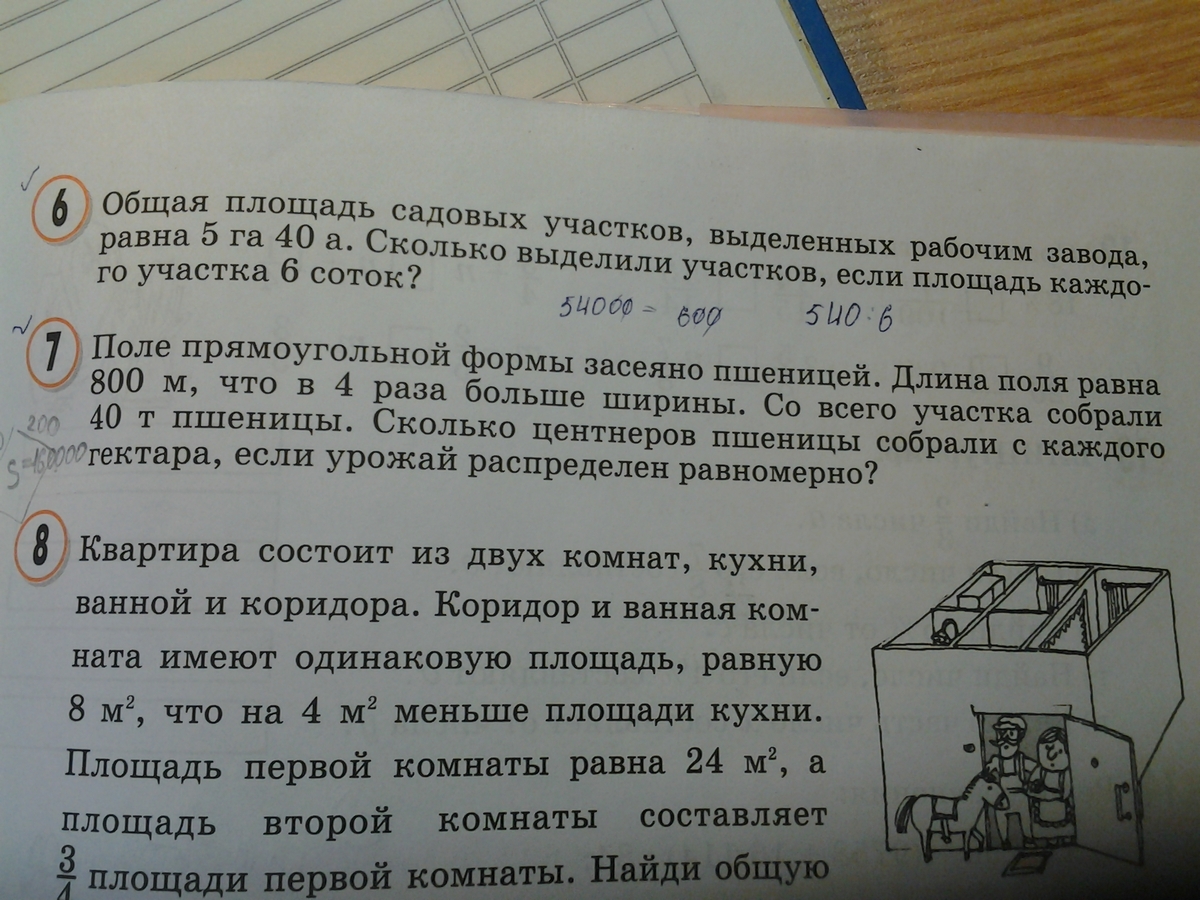 6 Общая площадь садовых участков, выделенных рабочим завода,
равна 5 га 40 а. Сколько выделили участков, если площадь каждо-
го участка 6 соток?
54000 = 600 540:6
7 Поле прямоугольной формы засеяно пшеницей. Длина поля равна
800 м, что в 4 раза больше ширины. Со всего участка собрали
40 т пшеницы. Сколько центнеров пшеницы собрали с каждого
200
S=160000 гектара, если урожай распределен равномерно?
8 Квартира состоит из двух комнат, кухни,
ванной и коридора. Коридор и ванная ком-
ната имеют одинаковую площадь, равную
8 м², что на 4 м² меньше площади кухни.
Площадь первой комнаты равна 24 м², а
площадь второй комнаты составляет
3/4 площади первой комнаты. Найди общую